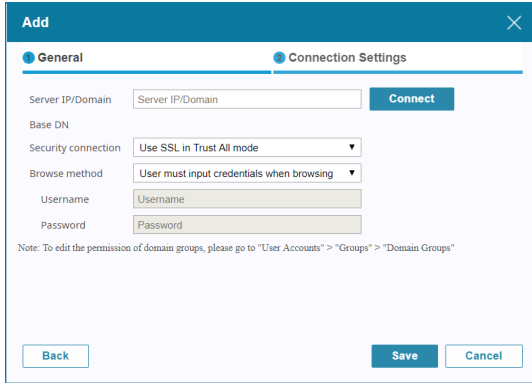 Add
1 General 2 Connection Settings
Server IP/Domain Server IP/Domain Connect
Base DN
Security connection Use SSL in Trust All mode
Browse method User must input credentials when browsing
Username Username
Password Password
Note: To edit the permission of domain groups, please go to "User Accounts" > "Groups" > "Domain Groups"
Back Save Cancel